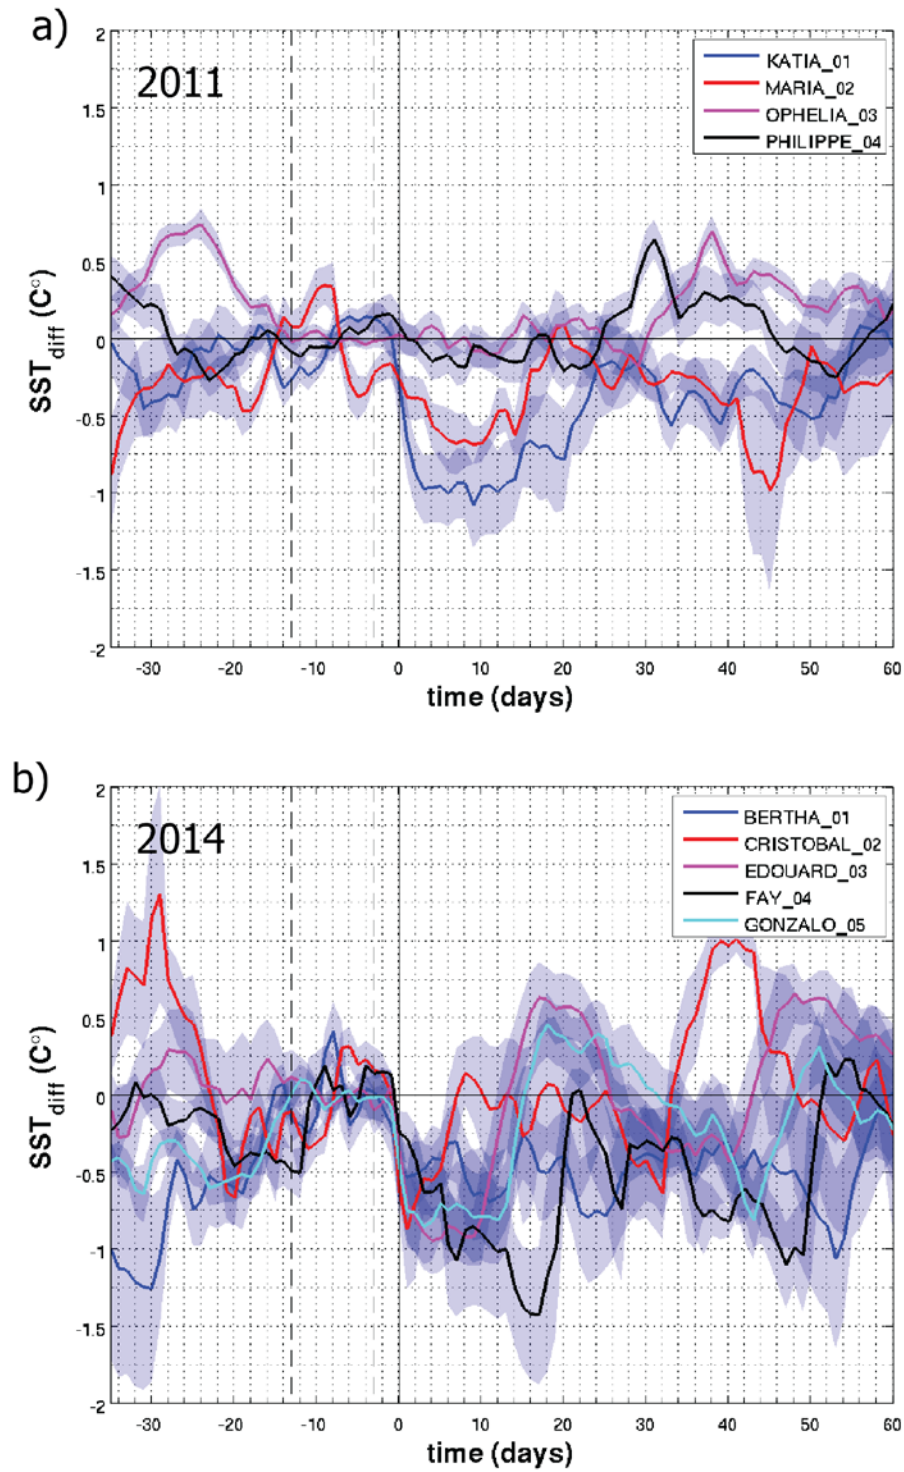 a)
2011
KATIA_01
MARIA_02
OPHELIA_03
PHILIPPE_04
2
1.5
1
0.5
0
-0.5
-1
-1.5
-2
SST_diff (C°)
-30 -20 -10 0 10 20 30 40 50 60
time (days)
b)
2014
BERTHA_01
CRISTOBAL_02
EDOUARD_03
FAY_04
GONZALO_05
2
1.5
1
0.5
0
-0.5
-1
-1.5
-2
SST_diff (C°)
-30 -20 -10 0 10 20 30 40 50 60
time (days)